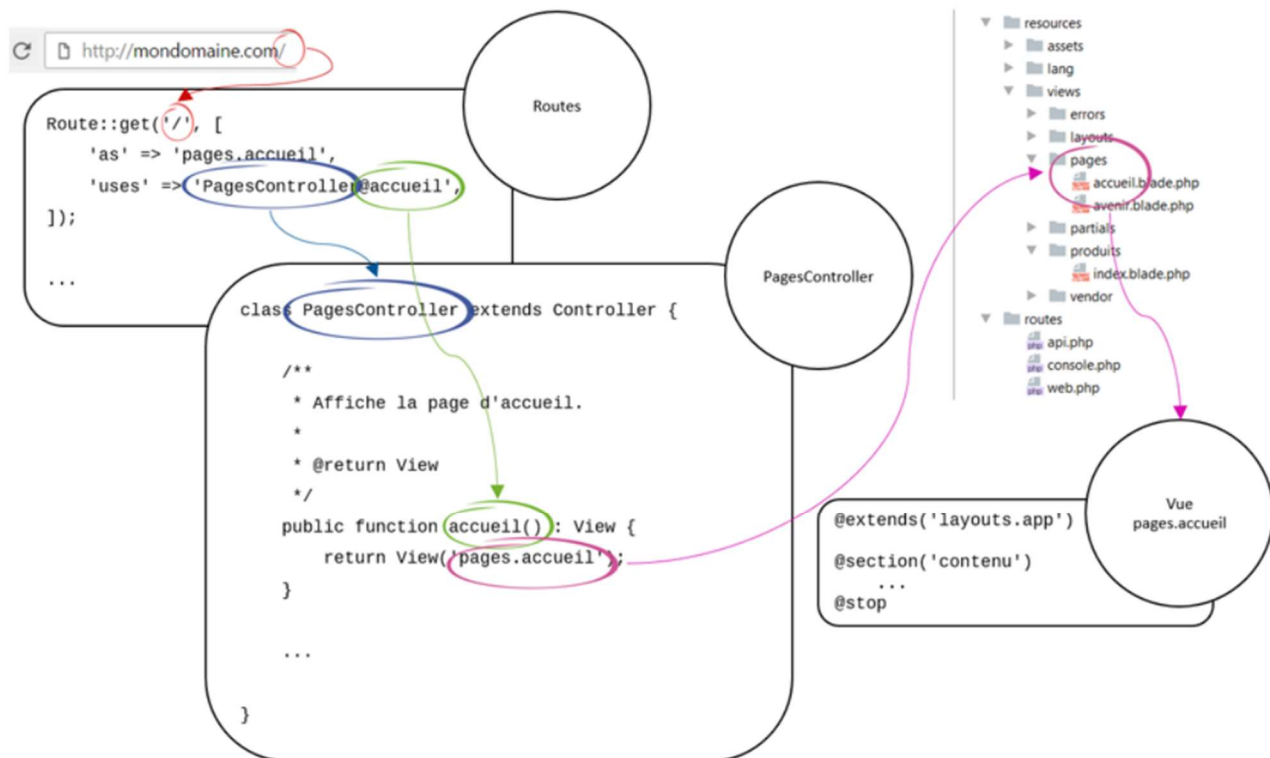 http://mondomaine.com/
Routes
Route::get('/', [
    'as' => 'pages.accueil',
    'uses' => 'PagesController@accueil',
]);
...
PagesController
class PagesController extends Controller {
    /**
     * Affiche la page d'accueil.
     *
     * @return View
     */
    public function accueil() : View {
        return View('pages.accueil');
    }
    ...
}
resources
assets
lang
views
errors
layouts
pages
accueil.blade.php
avenir.blade.php
partials
produits
index.blade.php
vendor
routes
php api.php
php console.php
php web.php
Vue
pages.accueil
@extends('layouts.app')
@section('contenu')
    ...
@stop